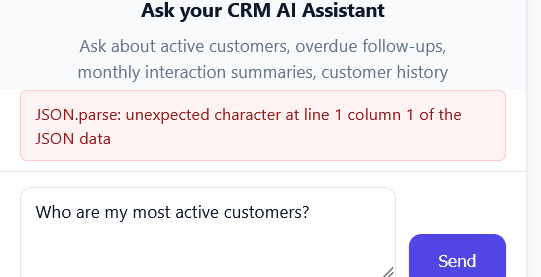 Ask your CRM AI Assistant
Ask about active customers, overdue follow-ups,
monthly interaction summaries, customer history
JSON.parse: unexpected character at line 1 column 1 of the
JSON data
Who are my most active customers?
Send